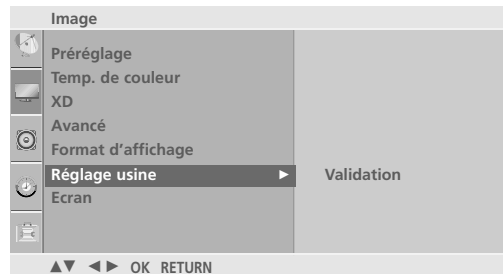 Image
Préréglage
Temp. de couleur
XD
Avancé
Format d’affichage
Réglage usine ► Validation
Ecran
▲▼ ◄► OK RETURN